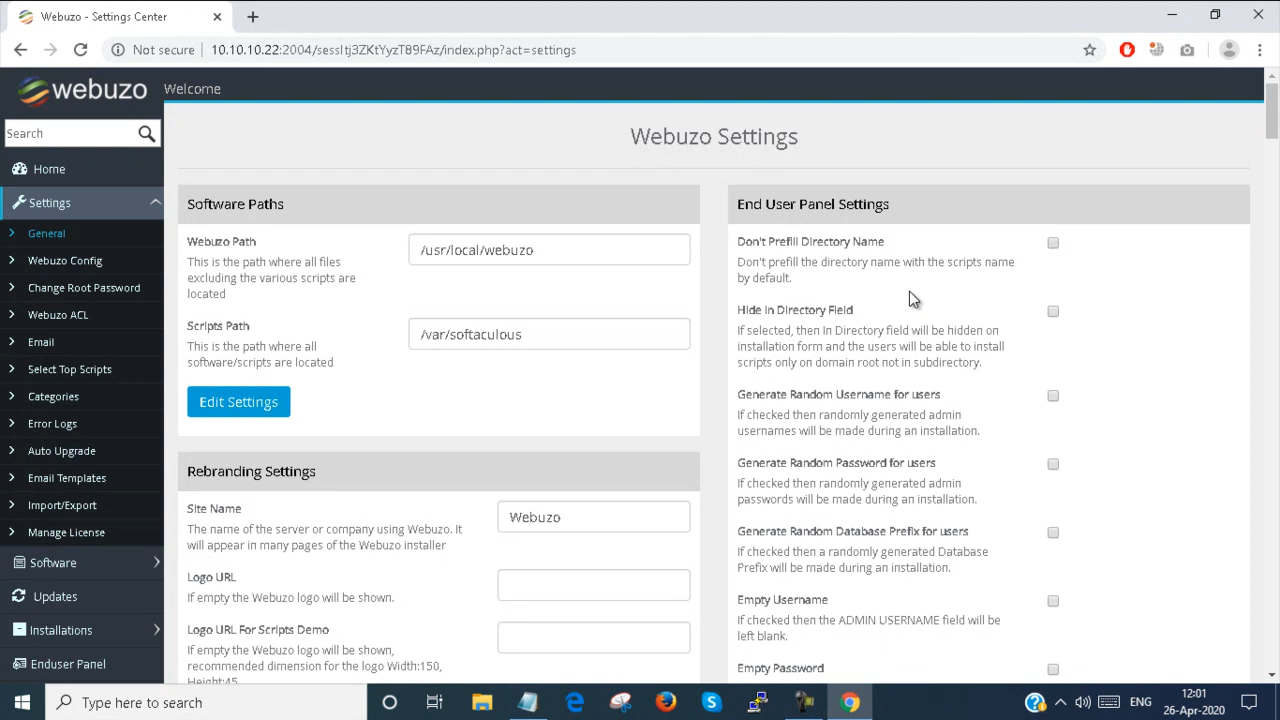 Webuzo - Settings Center
Not secure
10.10.10.22:2004/sessltj3ZKtYyzT89FAz/index.php?act=settings
webuzo
Welcome
Search
Home
Settings
General
Webuzo Config
Change Root Password
Webuzo ACL
Email
Select Top Scripts
Categories
Error Logs
Auto Upgrade
Email Templates
Import/Export
Manage License
Software
Updates
Installations
Enduser Panel
Webuzo Settings
Software Paths
Webuzo Path
This is the path where all files
excluding the various scripts are
located
/usr/local/webuzo
Scripts Path
This is the path where all
software/scripts are located
/var/softaculous
Edit Settings
Rebranding Settings
Site Name
The name of the server or company using Webuzo. It
will appear in many pages of the Webuzo installer
Webuzo
Logo URL
If empty the Webuzo logo will be shown.
Logo URL For Scripts Demo
If empty the Webuzo logo will be shown,
recommended dimension for the logo Width:150,
Height:45
End User Panel Settings
Don't Prefill Directory Name
Don't prefill the directory name with the scripts name
by default.
Hide In Directory Field
If selected, then In Directory field will be hidden on
installation form and the users will be able to install
scripts only on domain root not in subdirectory.
Generate Random Username for users
If checked then randomly generated admin
usernames will be made during an installation.
Generate Random Password for users
If checked then randomly generated admin
passwords will be made during an installation.
Generate Random Database Prefix for users
If checked then a randomly generated Database
Prefix will be made during an installation.
Empty Username
If checked then the ADMIN USERNAME field will be
left blank.
Empty Password
Type here to search
ENG
12:01
26-Apr-2020